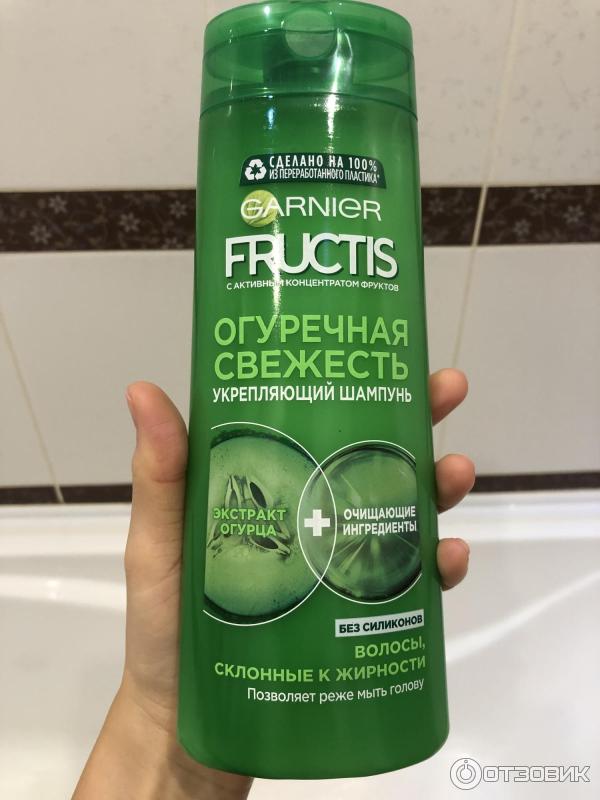 СДЕЛАНО НА 100%
ИЗ ПЕРЕРАБОТАННОГО ПЛАСТИКА*
GARNIER
FRUCTIS
С АКТИВНЫМ КОНЦЕНТРАТОМ ФРУКТОВ
ОГУРЕЧНАЯ
СВЕЖЕСТЬ
УКРЕПЛЯЮЩИЙ ШАМПУНЬ
ЭКСТРАКТ
ОГУРЦА
+
ОЧИЩАЮЩИЕ
ИНГРЕДИЕНТЫ
БЕЗ СИЛИКОНОВ
ВОЛОСЫ,
СКЛОННЫЕ К ЖИРНОСТИ
Позволяет реже мыть голову
ОТЗОВИК